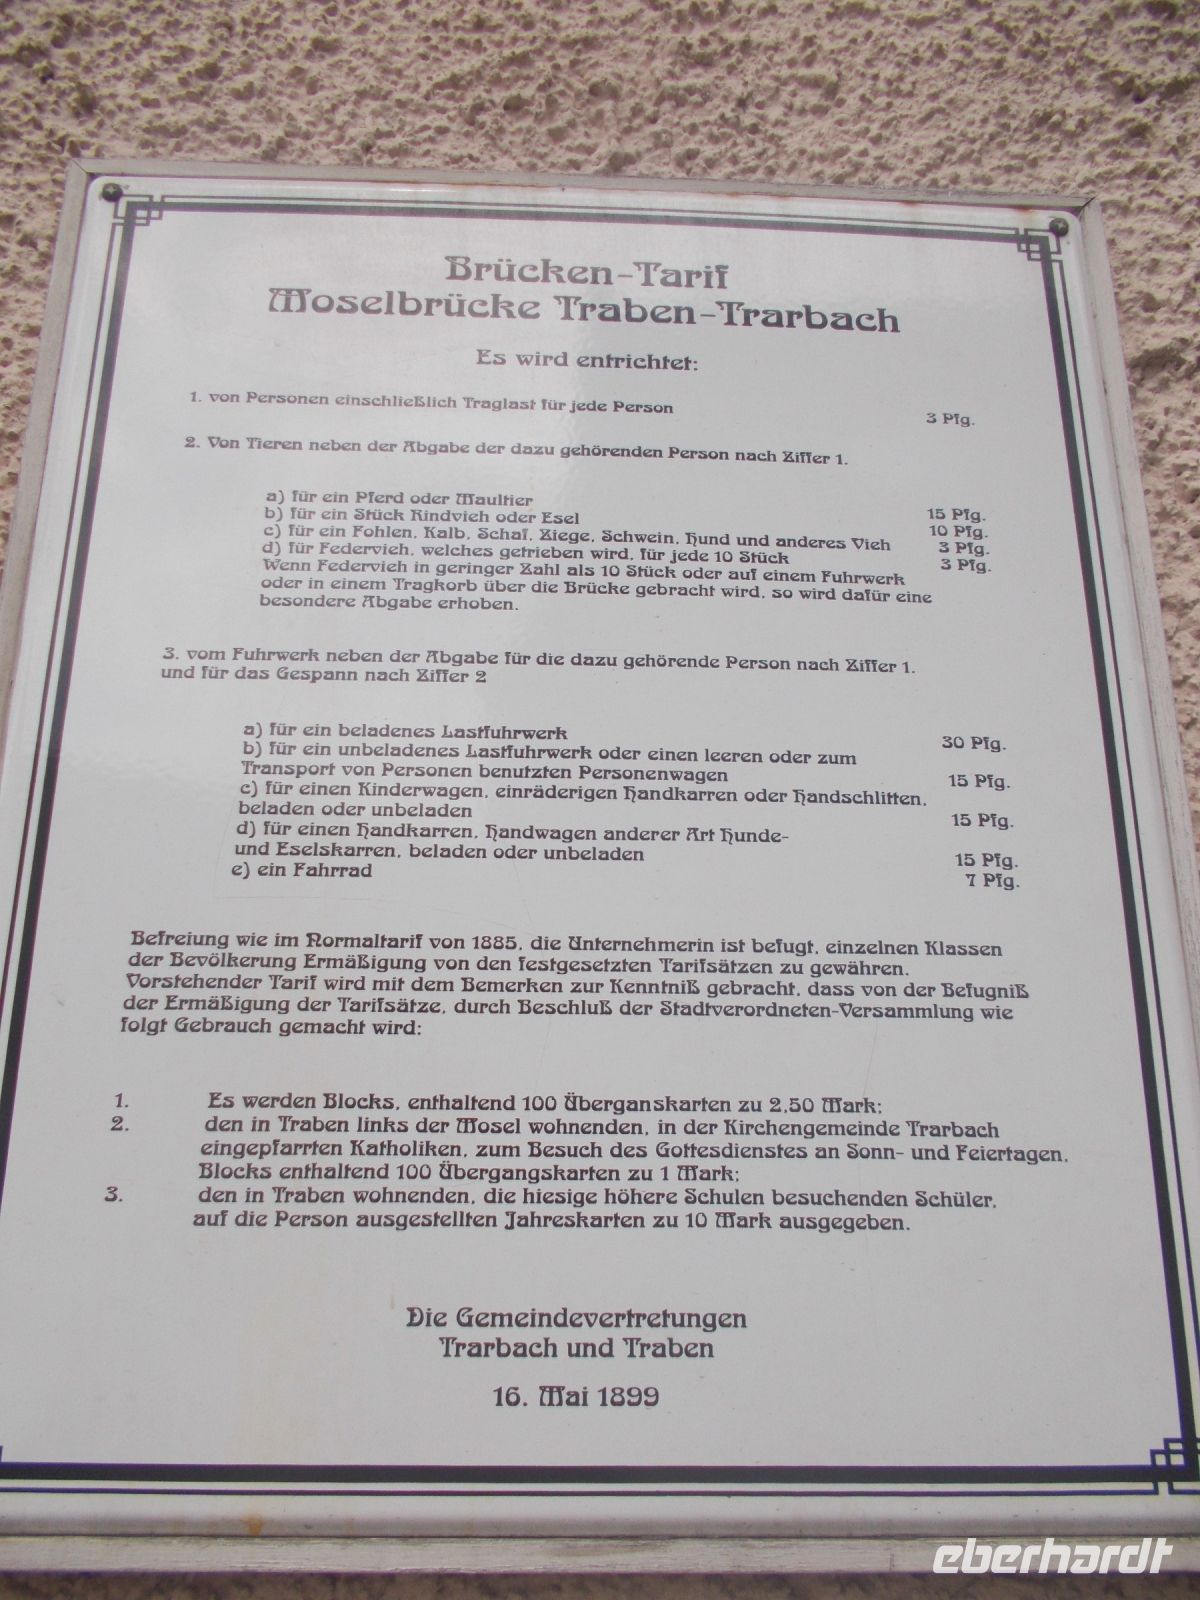 Brücken-Tarif
Moselbrücke Traben-Trarbach
Es wird entrichtet:
1. von Personen einschließlich Traglast für jede Person 3 Pfg.
2. Von Tieren neben der Abgabe der dazu gehörenden Person nach Ziffer 1.
a) für ein Pferd oder Maultier 15 Pfg.
b) für ein Stück Rindvieh oder Esel 10 Pfg.
c) für ein Fohlen, Kalb, Schaf, Ziege, Schwein, Hund und anderes Vieh 3 Pfg.
d) für Federvieh, welches getrieben wird, für jede 10 Stück 3 Pfg.
Wenn Federvieh in geringer Zahl als 10 Stück oder auf einem Fuhrwerk
oder in einem Tragkorb über die Brücke gebracht wird, so wird dafür eine
besondere Abgabe erhoben.
3. vom Fuhrwerk neben der Abgabe für die dazu gehörende Person nach Ziffer 1.
und für das Gespann nach Ziffer 2
a) für ein beladenes Lastfuhrwerk 30 Pfg.
b) für ein unbeladenes Lastfuhrwerk oder einen leeren oder zum
Transport von Personen benutzten Personenwagen 15 Pfg.
c) für einen Kinderwagen, einräderigen Handkarren oder Handschlitten,
beladen oder unbeladen 15 Pfg.
d) für einen Handkarren, Handwagen anderer Art Hunde-
und Eselskarren, beladen oder unbeladen 15 Pfg.
e) ein Fahrrad 7 Pfg.
Befreiung wie im Normaltarif von 1885, die Unternehmerin ist befugt, einzelnen Klassen
der Bevölkerung Ermäßigung von den festgesetzten Tarifsätzen zu gewähren.
Vorstehender Tarif wird mit dem Bemerken zur Kenntniß gebracht, dass von der Befugniß
der Ermäßigung der Tarifsätze, durch Beschluß der Stadtverordneten-Versammlung wie
folgt Gebrauch gemacht wird:
1. Es werden Blocks, enthaltend 100 Überganskarten zu 2,50 Mark;
2. den in Traben links der Mosel wohnenden, in der Kirchengemeinde Trarbach
eingepfarrten Katholiken, zum Besuch des Gottesdienstes an Sonn- und Feiertagen,
Blocks enthaltend 100 Übergangskarten zu 1 Mark;
3. den in Traben wohnenden, die hiesige höhere Schulen besuchenden Schüler,
auf die Person ausgestellten Jahreskarten zu 10 Mark ausgegeben.
Die Gemeindevertretungen
Trarbach und Traben
16. Mai 1899
eberhardt